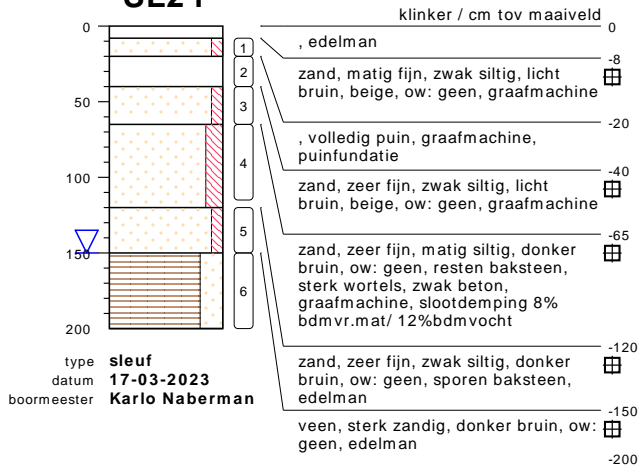 klinker / cm tov maaiveld
0
0
, edelman
1
-8
2
zand, matig fijn, zwak siltig, licht
bruin, beige, ow: geen, graafmachine
50
3
-20
, volledig puin, graafmachine,
puinfundatie
100
4
-40
zand, zeer fijn, zwak siltig, licht
bruin, beige, ow: geen, graafmachine
-65
150
5
zand, zeer fijn, matig siltig, donker
bruin, ow: geen, resten baksteen,
sterk wortels, zwak beton,
graafmachine, slootdemping 8%
bdmvr.mat/ 12%bdmvocht
6
200
-120
zand, zeer fijn, zwak siltig, donker
bruin, ow: geen, sporen baksteen,
edelman
-150
veen, sterk zandig, donker bruin, ow:
geen, edelman
-200
type sleuf
datum 17-03-2023
boormeester Karlo Naberman